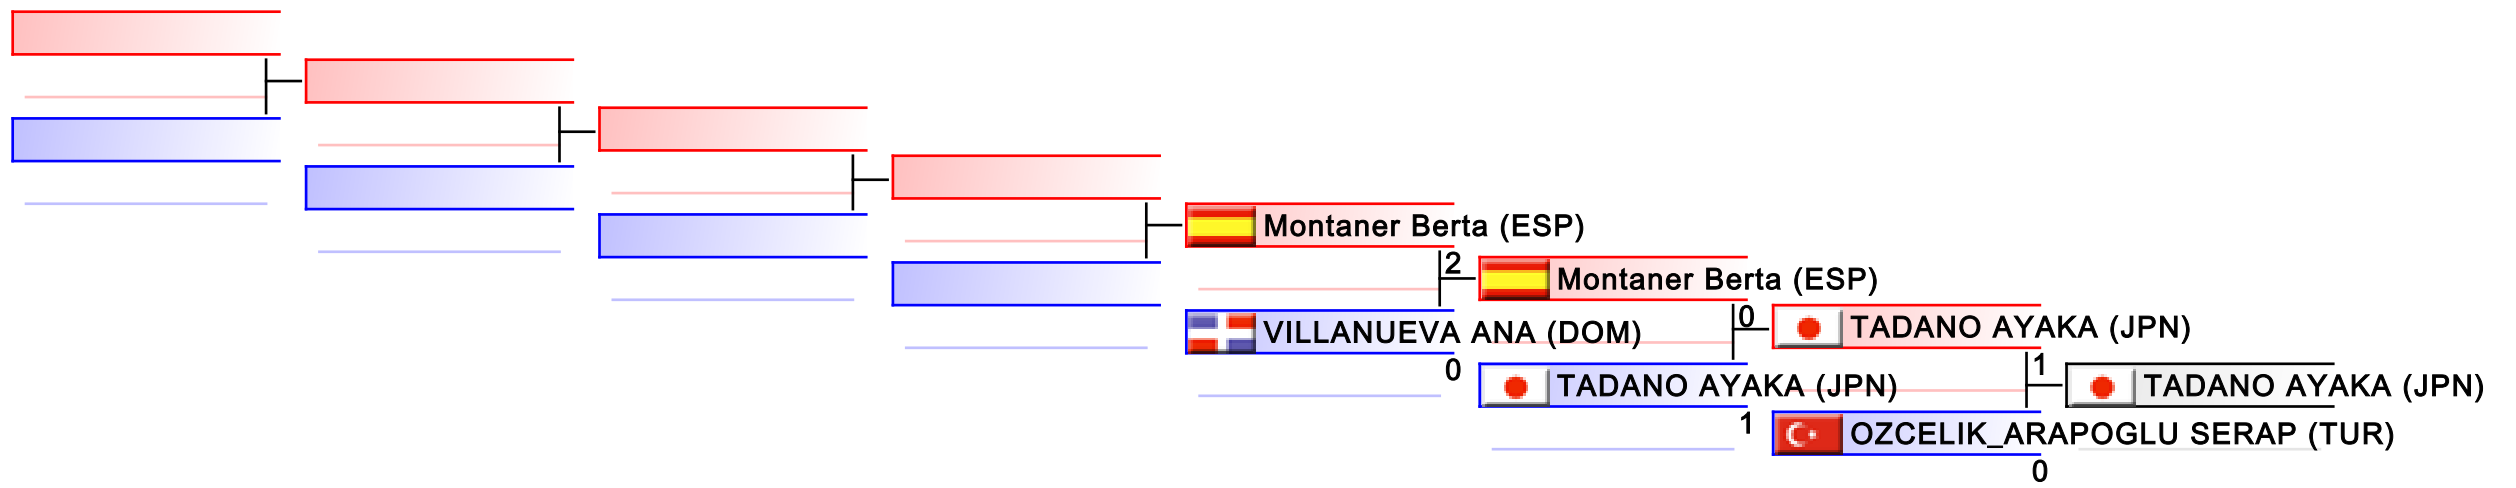 Montaner Berta (ESP)
2
Montaner Berta (ESP)
VILLANUEVA ANA (DOM)
0
0
TADANO AYAKA (JPN)
TADANO AYAKA (JPN)
1
1
TADANO AYAKA (JPN)
OZCELIK_ARAPOGLU SERAP (TUR)
0